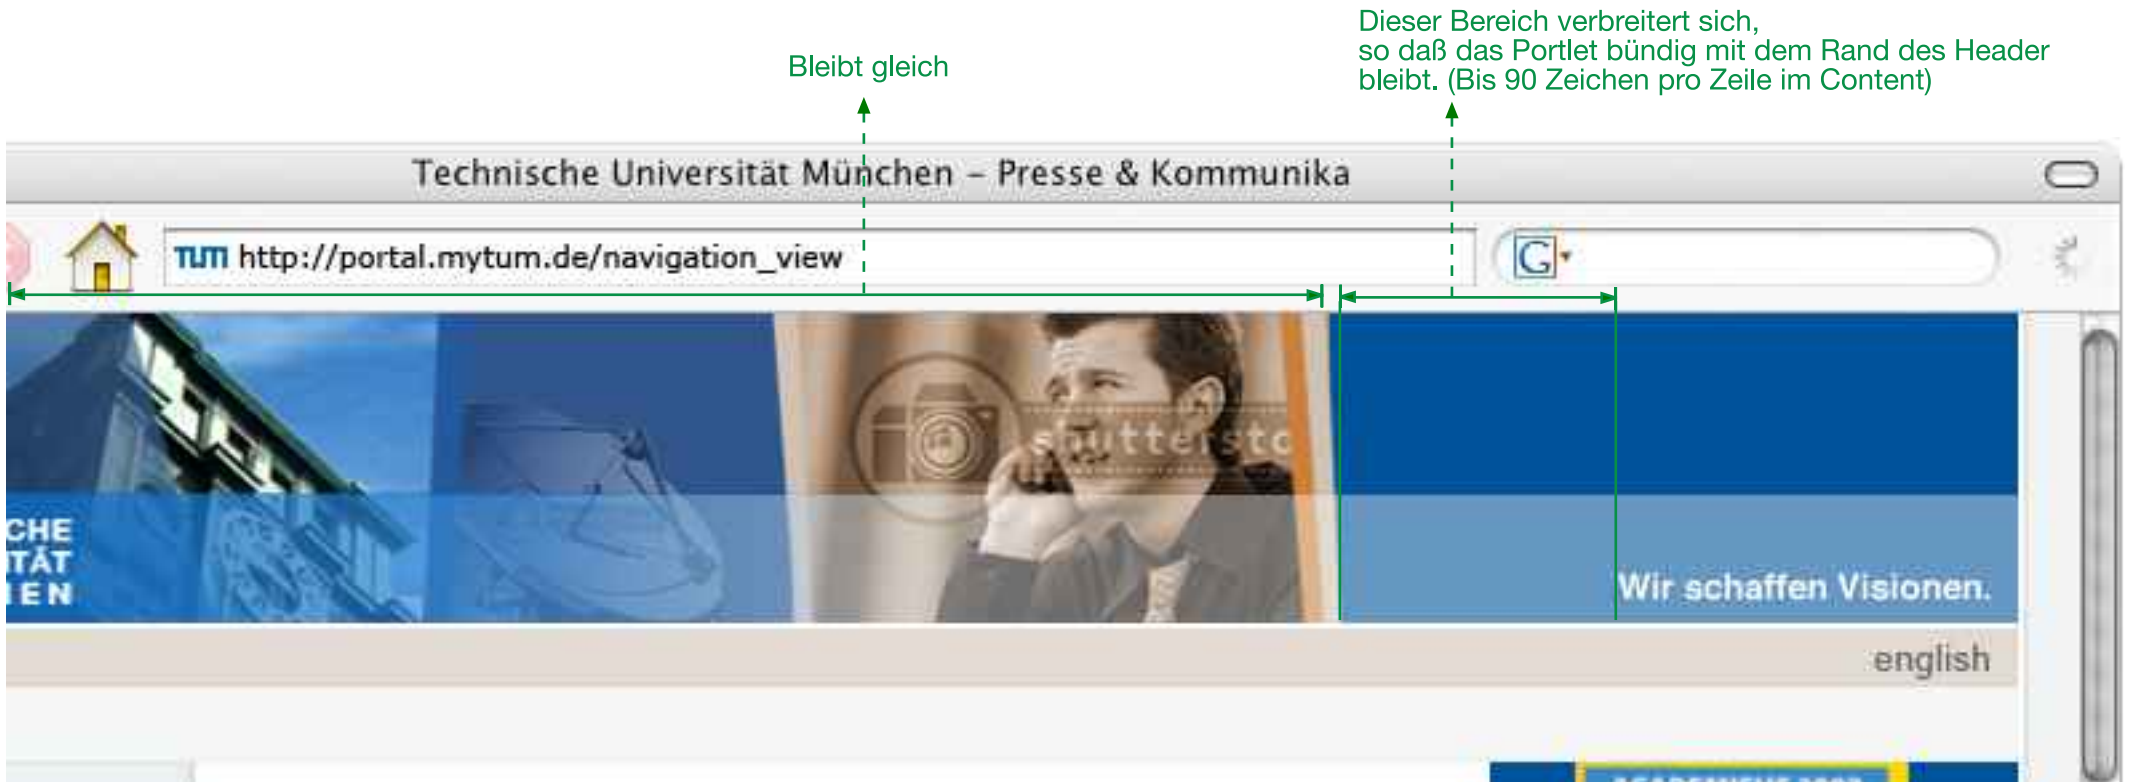 Dieser Bereich verbreitert sich,
so daß das Portlet bündig mit dem Rand des Header
bleibt. (Bis 90 Zeichen pro Zeile im Content)
Bleibt gleich
Technische Universität München – Presse & Kommunika
TUM http://portal.mytum.de/navigation_view
G
shuttersto
CHE
TÄT
EN
Wir schaffen Visionen.
english